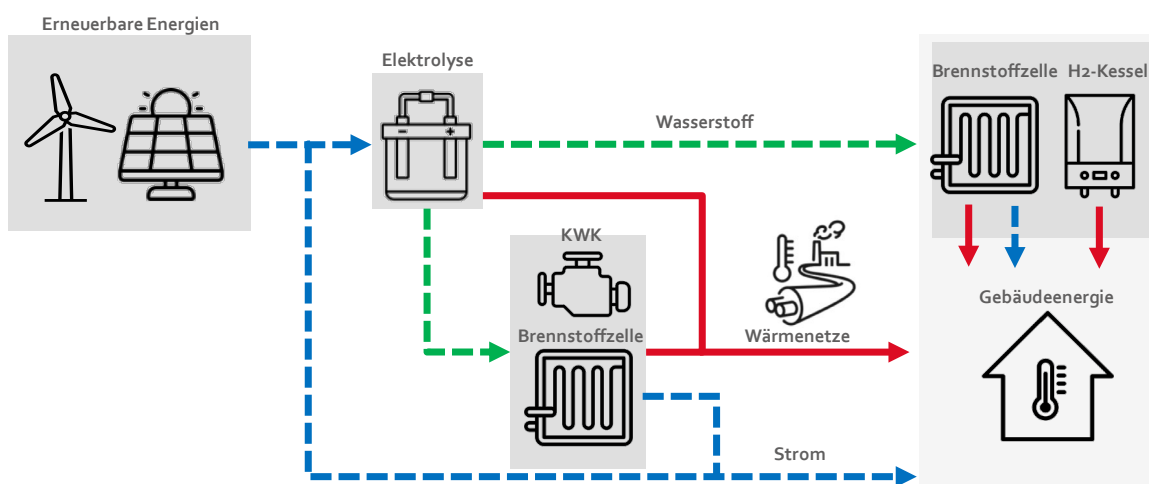 Erneuerbare Energien
Elektrolyse
Brennstoffzelle
H2-Kessel
Wasserstoff
KWK
Brennstoffzelle
Wärmenetze
Gebäudeenergie
Strom